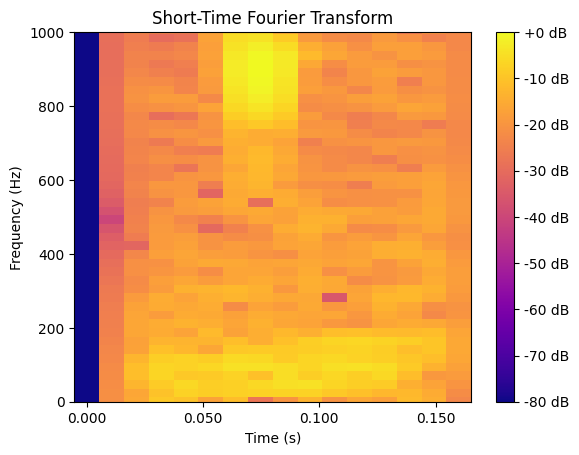 Short-Time Fourier Transform
1000
800
600
400
200
0
Frequency (Hz)
0.000
0.050
0.100
0.150
Time (s)
+0 dB
-10 dB
-20 dB
-30 dB
-40 dB
-50 dB
-60 dB
-70 dB
-80 dB